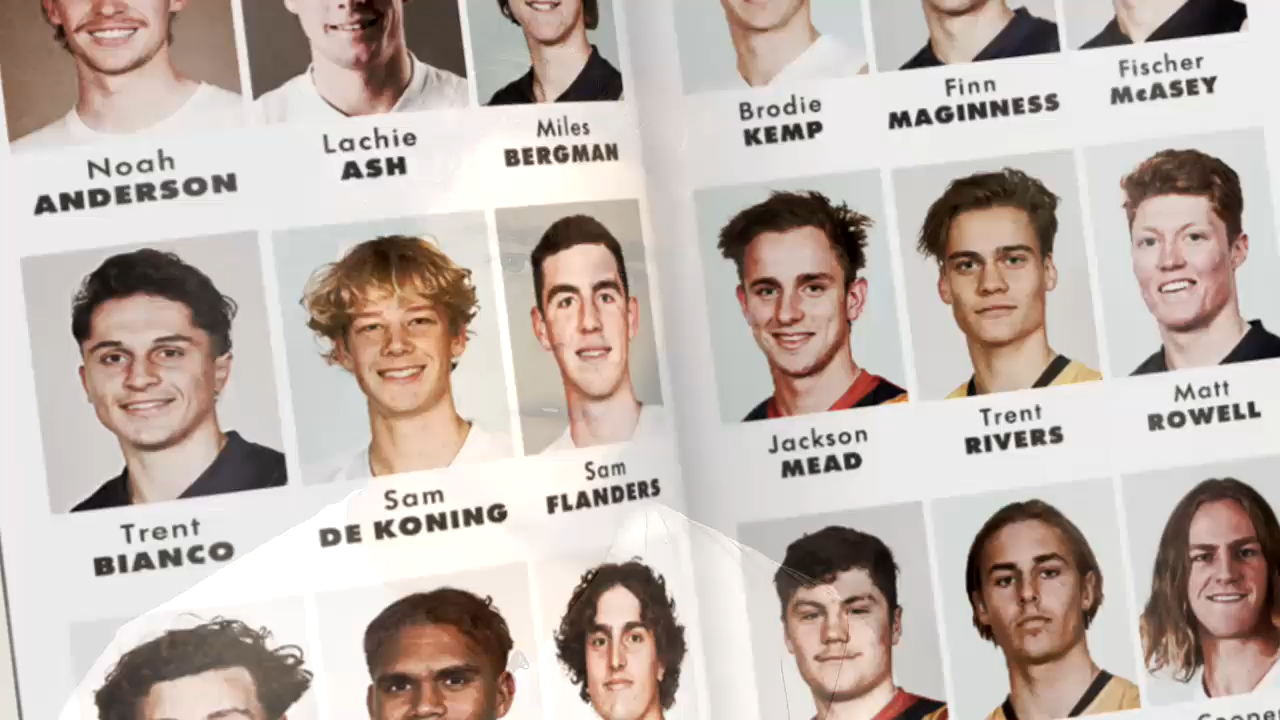 Noah
ANDERSON
Lachie
ASH
Miles
BERGMAN
Trent
BIANCO
Sam
DE KONING
Sam
FLANDERS
Brodie
KEMP
Finn
MAGINNESS
Fischer
McASEY
Jackson
MEAD
Trent
RIVERS
Matt
ROWELL
Cooper